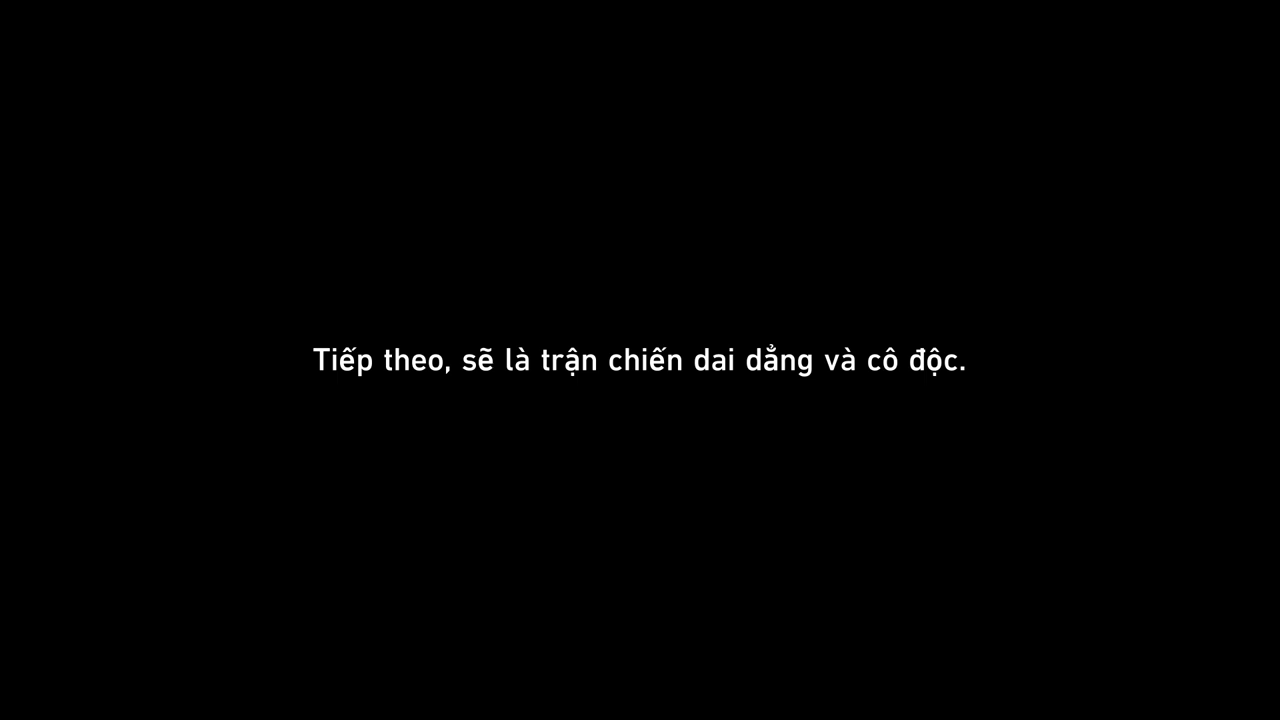 Tiếp theo, sẽ là trận chiến dai dẳng và cô độc.